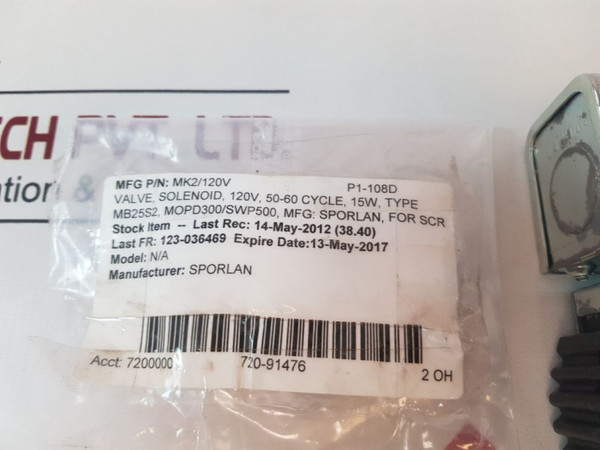 CH PVT. LTD.
ation &
MFG P/N: MK2/120V P1-108D
VALVE, SOLENOID, 120V, 50-60 CYCLE, 15W, TYPE
MB25S2, MOPD300/SWP500, MFG: SPORLAN, FOR SCR
Stock Item -- Last Rec: 14-May-2012 (38.40)
Last FR: 123-036469 Expire Date:13-May-2017
Model: N/A
Manufacturer: SPORLAN
Acct: 7200000 720-91476 2 OH